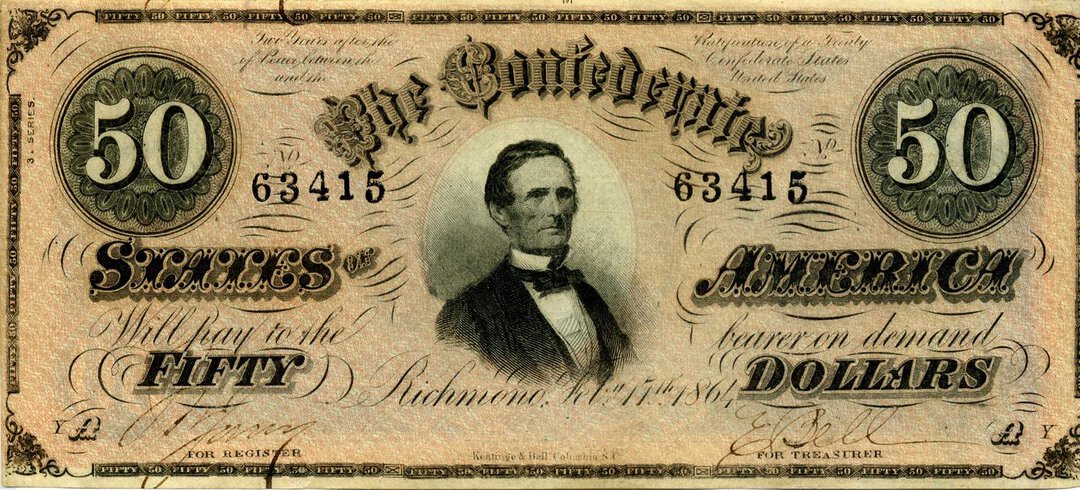 Two Years after the Ratification of a Treaty
of Peace between the Confederate States
and the United States
The Confederate
50
50
3D SERIES.
No
No
63415
63415
STATES OF
AMERICA
Will pay to the
bearer on demand
FIFTY
DOLLARS
Richmond, Feby. 17th 1864
Y A
A Y
E Bell
FOR REGISTER
Keatinge & Ball Columbia S.C.
FOR TREASURER